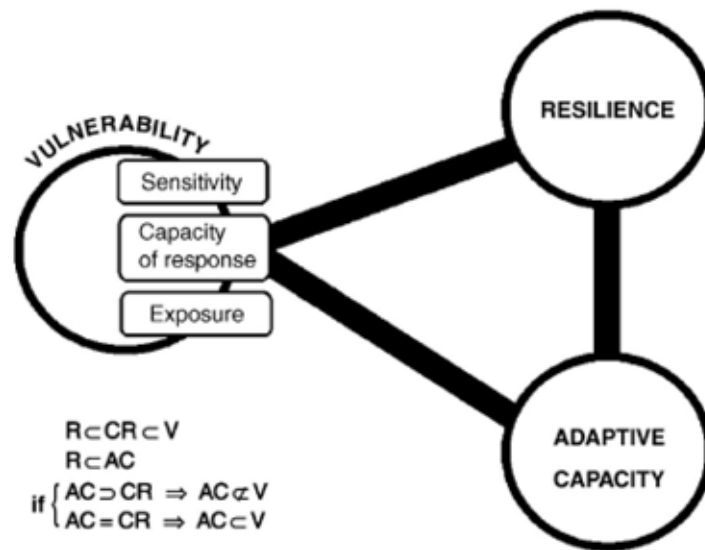 VULNERABILITY
Sensitivity
Capacity
of response
Exposure
RESILIENCE
ADAPTIVE
CAPACITY
R⊂CR⊂V
R⊂AC
if { AC⊃CR ⇒ AC⊄V
AC=CR ⇒ AC⊂V